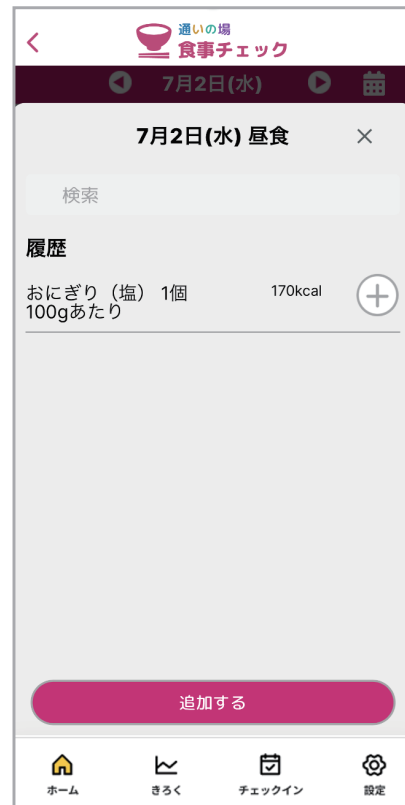 通いの場
食事チェック
7月2日(水)
7月2日(水) 昼食
検索
履歴
おにぎり（塩） 1個
100gあたり
170kcal
追加する
ホーム
きろく
チェックイン
設定